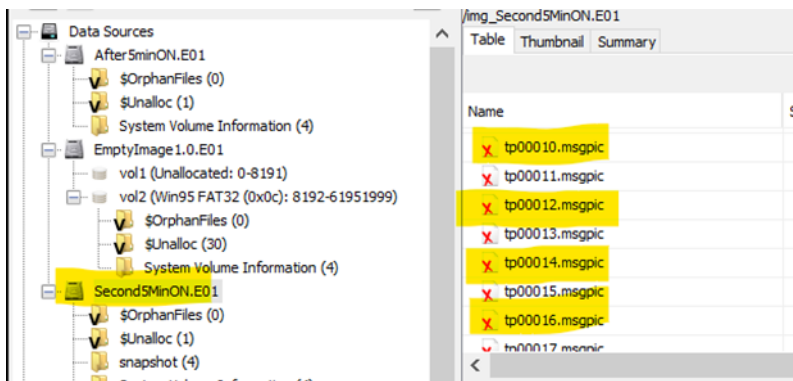 Data Sources
After5minON.E01
$OrphanFiles (0)
$Unalloc (1)
System Volume Information (4)
EmptyImage1.0.E01
vol1 (Unallocated: 0-8191)
vol2 (Win95 FAT32 (0x0c): 8192-61951999)
$OrphanFiles (0)
$Unalloc (30)
System Volume Information (4)
Second5MinON.E01
$OrphanFiles (0)
$Unalloc (1)
snapshot (4)
/img_Second5MinON.E01
Table Thumbnail Summary
Name
tp00010.msgpic
tp00011.msgpic
tp00012.msgpic
tp00013.msgpic
tp00014.msgpic
tp00015.msgpic
tp00016.msgpic
tp00017.msgpic